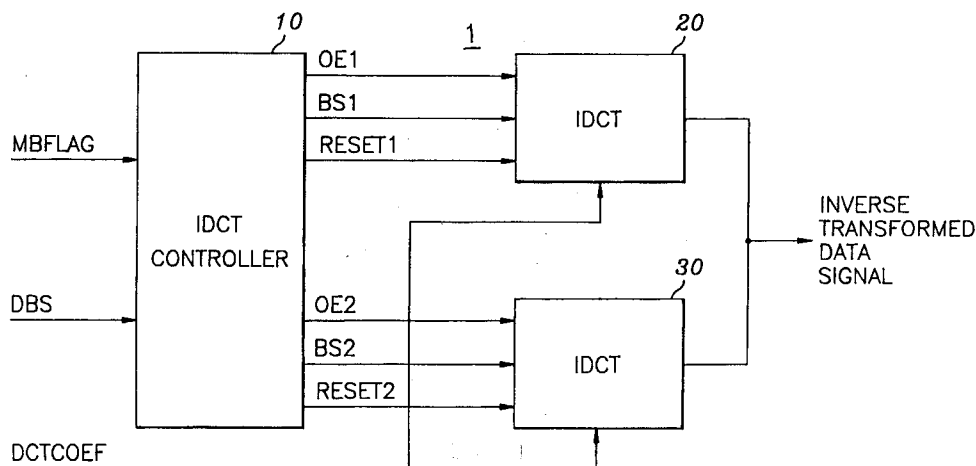 10
1
20
OE1
BS1
IDCT
MBFLAG
RESET1
INVERSE
TRANSFORMED
DATA
SIGNAL
IDCT
CONTROLLER
30
DBS
OE2
BS2
IDCT
RESET2
DCTCOEF